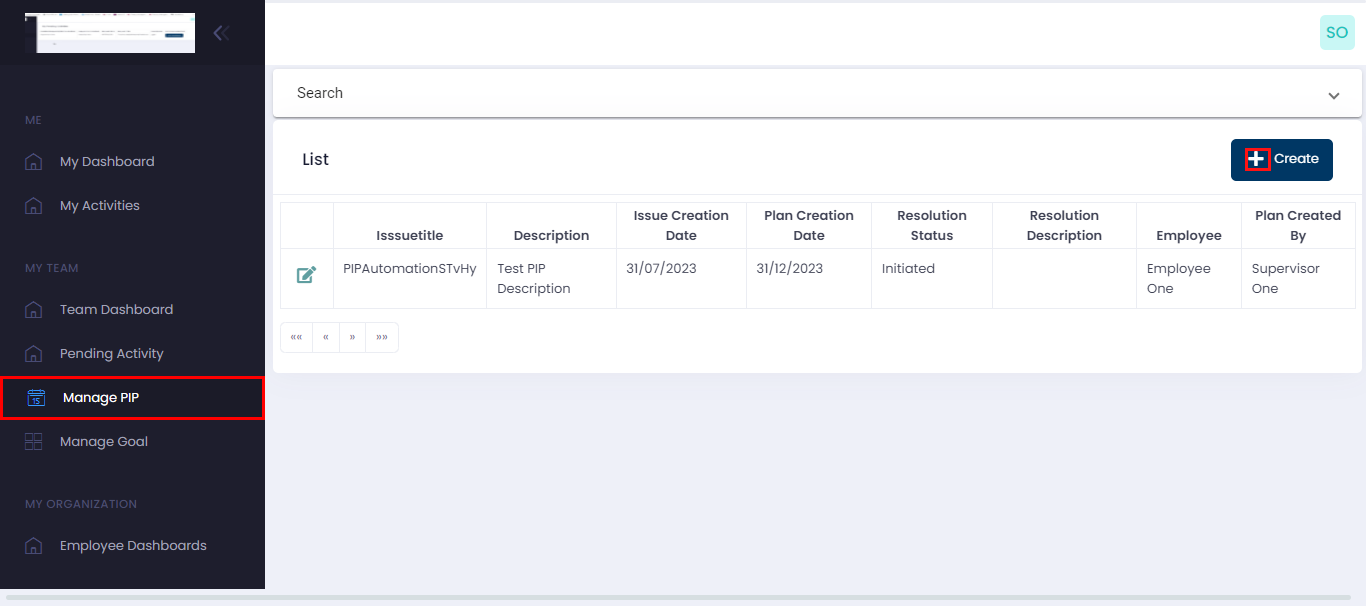 SO
Search
ME
My Dashboard
My Activities
MY TEAM
Team Dashboard
Pending Activity
15
Manage PIP
Manage Goal
MY ORGANIZATION
Employee Dashboards
List
Create
Isssuetitle
Description
Issue Creation
Date
Plan Creation
Date
Resolution
Status
Resolution
Description
Employee
Plan Created
By
PIPAutomationSTvHy
Test PIP
Description
31/07/2023
31/12/2023
Initiated
Employee
One
Supervisor
One
«« « » »»